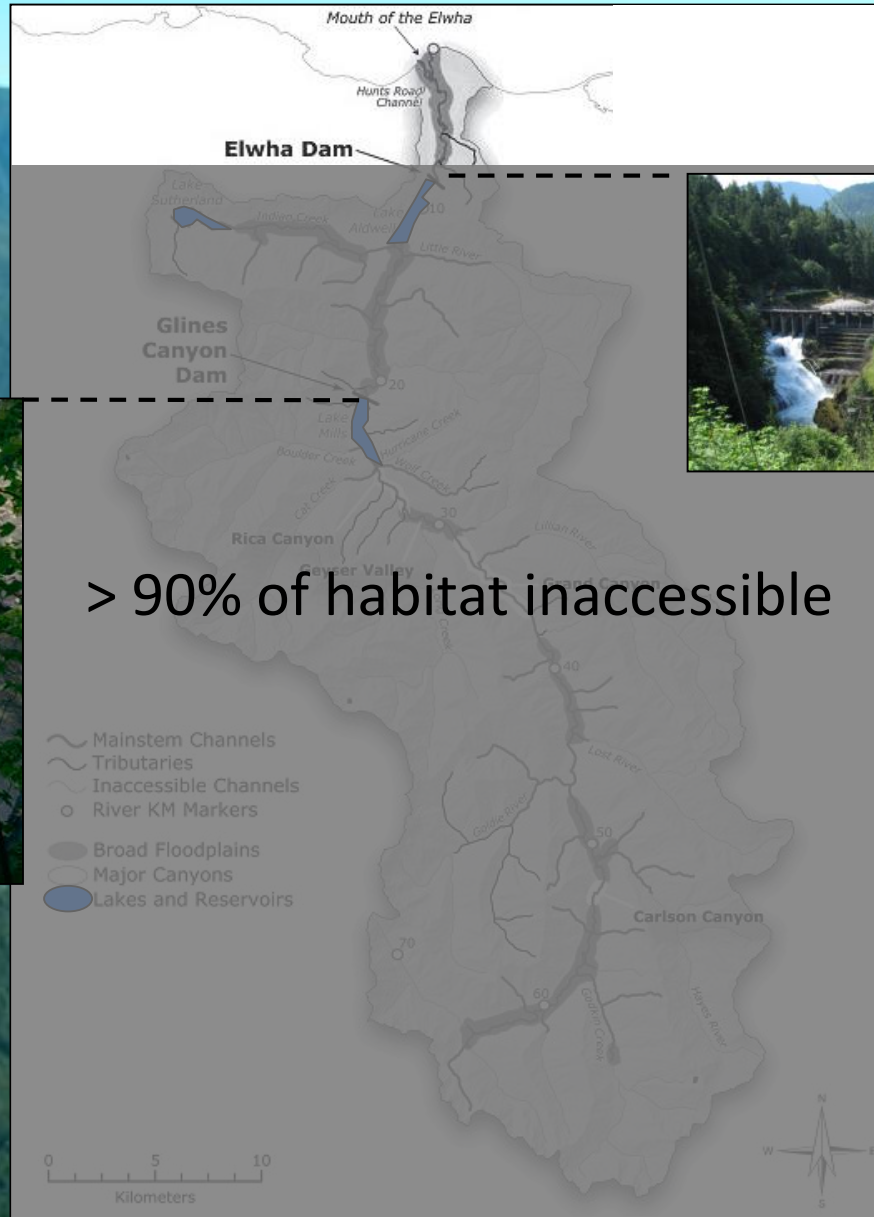 Mouth of the Elwha
Hunts Road
Channel
Elwha Dam
Lake
Sutherland
Indian Creek
Lake
Aldwell
10
Little River
Glines
Canyon
Dam
20
Lake
Mills
Hurricane Creek
Boulder Creek
Wolf Creek
Cat Creek
30
Rica Canyon
Lillian River
Geyser Valley
Grand Canyon
> 90% of habitat inaccessible
Creek
40
Mainstem Channels
Lost River
Tributaries
Inaccessible Channels
River KM Markers
Goldie River
50
Broad Floodplains
Major Canyons
Lakes and Reservoirs
Carlson Canyon
70
60
Godkin Creek
Hayes River
0 5 10
Kilometers
N
W
S